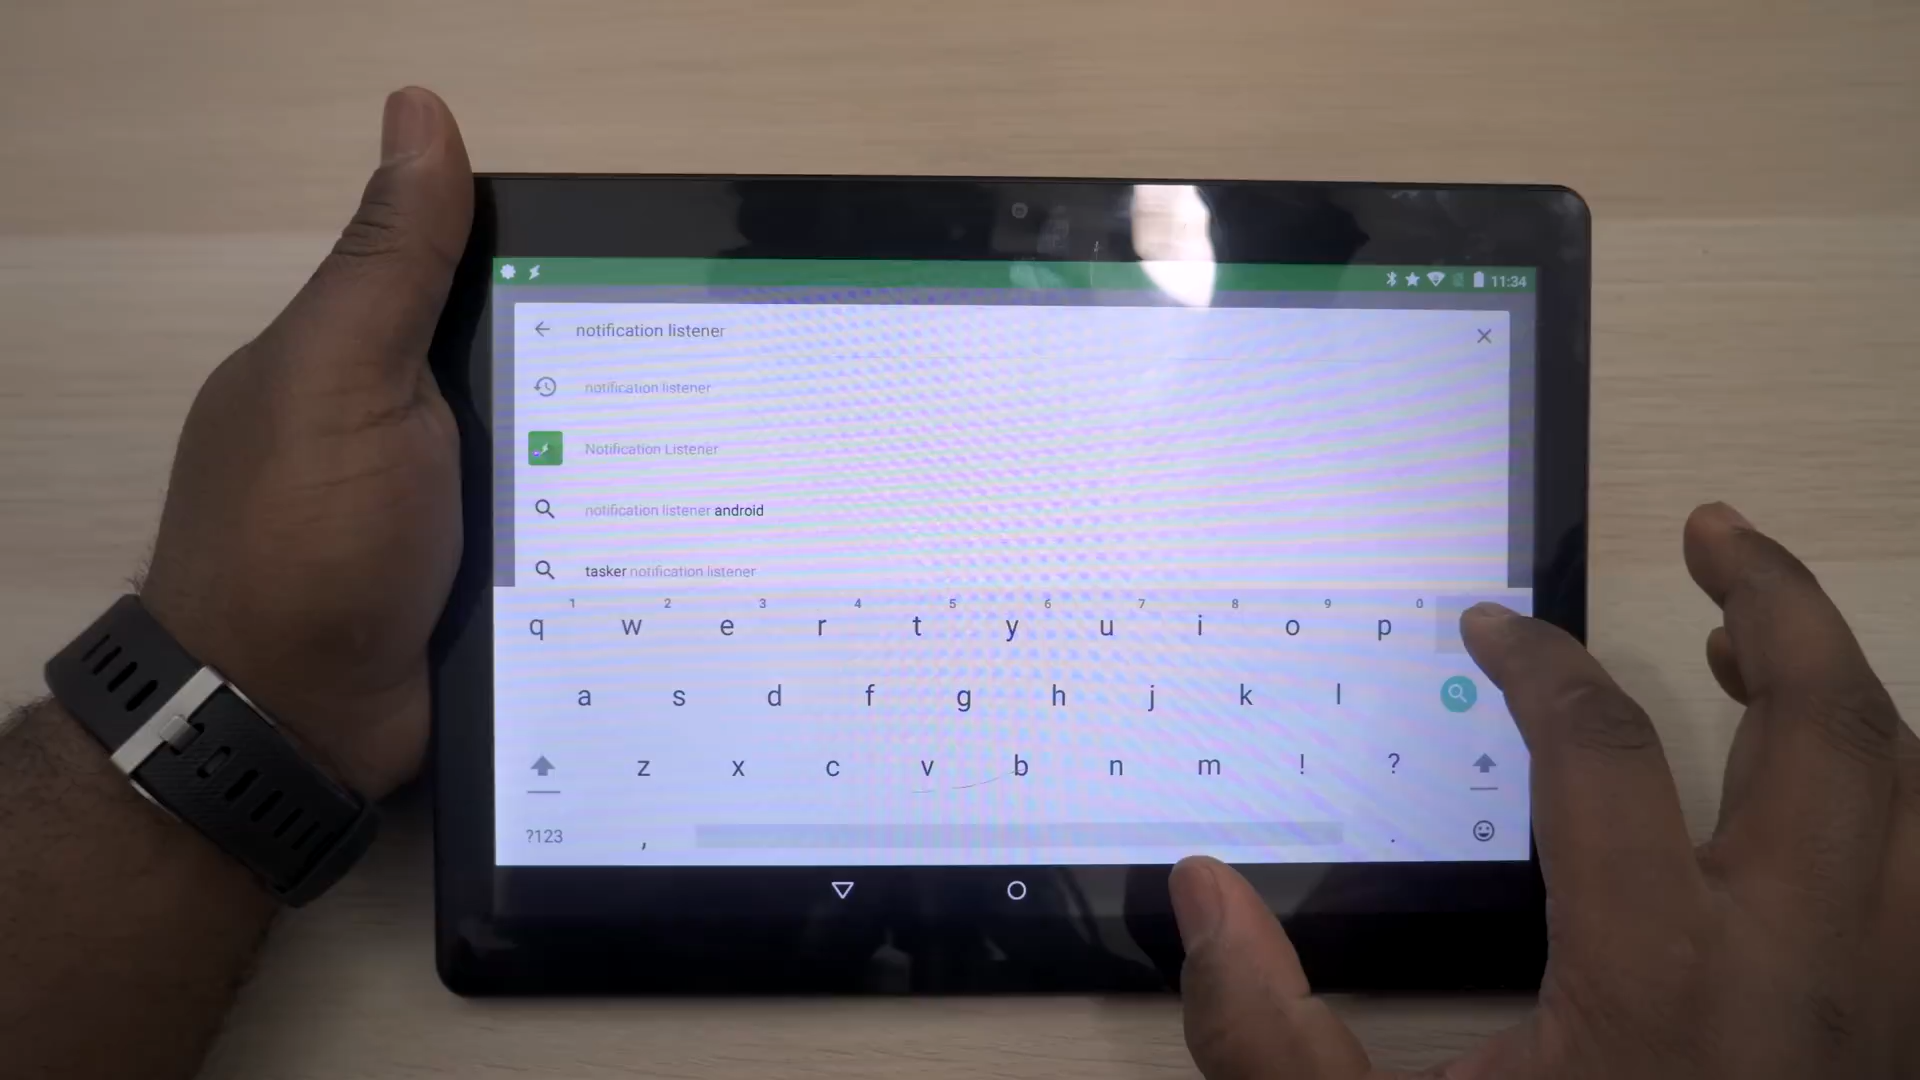 11:34
notification listener
notification listener
Notification Listener
notification listener android
tasker notification listener
1 2 3 4 5 6 7 8 9 0
q w e r t y u i o p
a s d f g h j k l
z x c v b n m ! ?
?123 , .